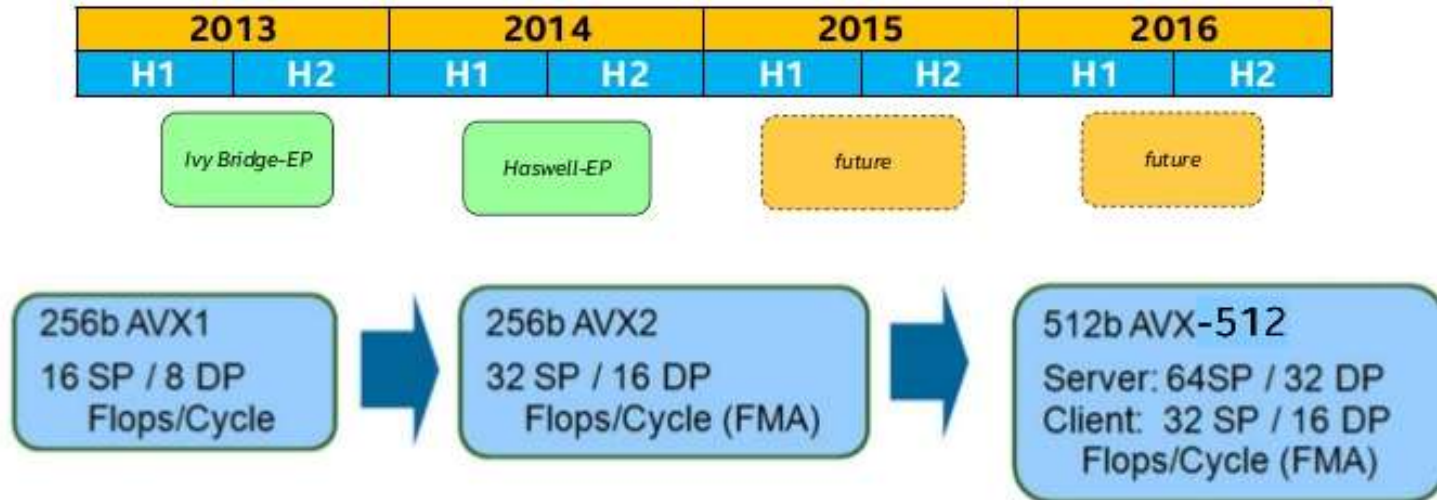 2013 2014 2015 2016
H1 H2 H1 H2 H1 H2 H1 H2
Ivy Bridge-EP
Haswell-EP
future
future
256b AVX1
16 SP / 8 DP
Flops/Cycle
256b AVX2
32 SP / 16 DP
Flops/Cycle (FMA)
512b AVX-512
Server: 64SP / 32 DP
Client: 32 SP / 16 DP
Flops/Cycle (FMA)